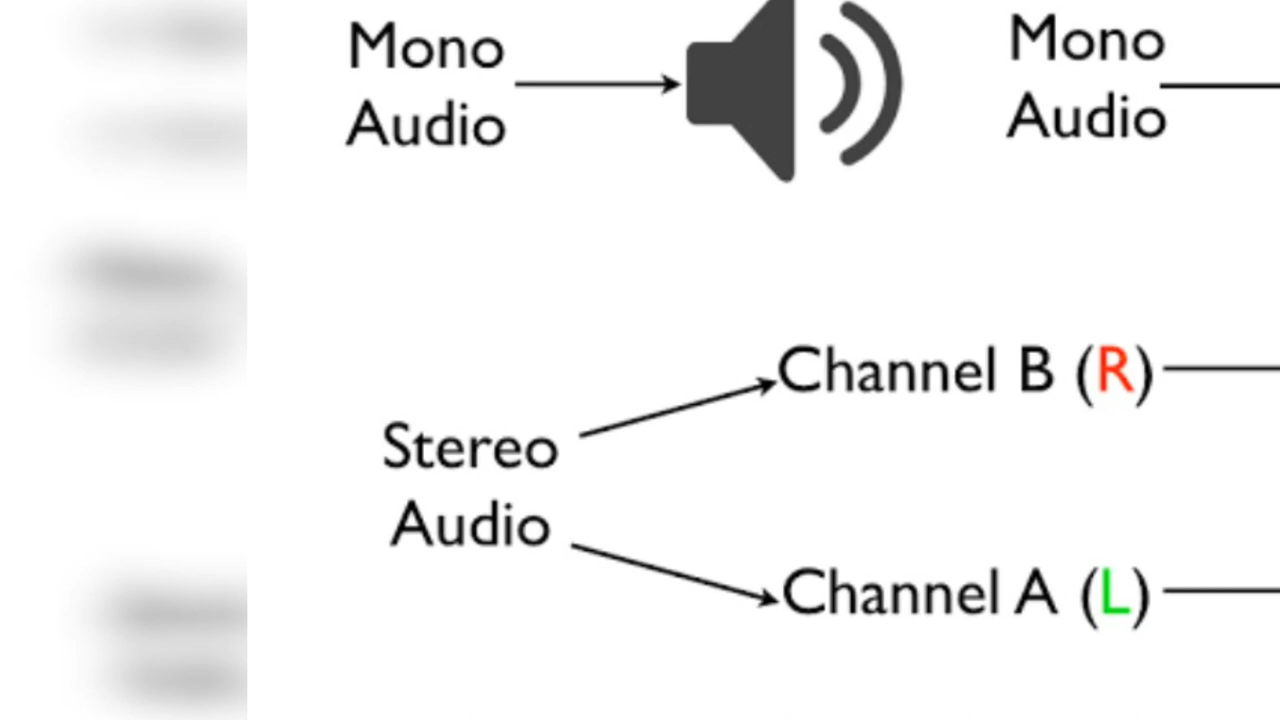 Mono
Audio
Mono
Audio
Channel B (R)
Stereo
Audio
Channel A (L)